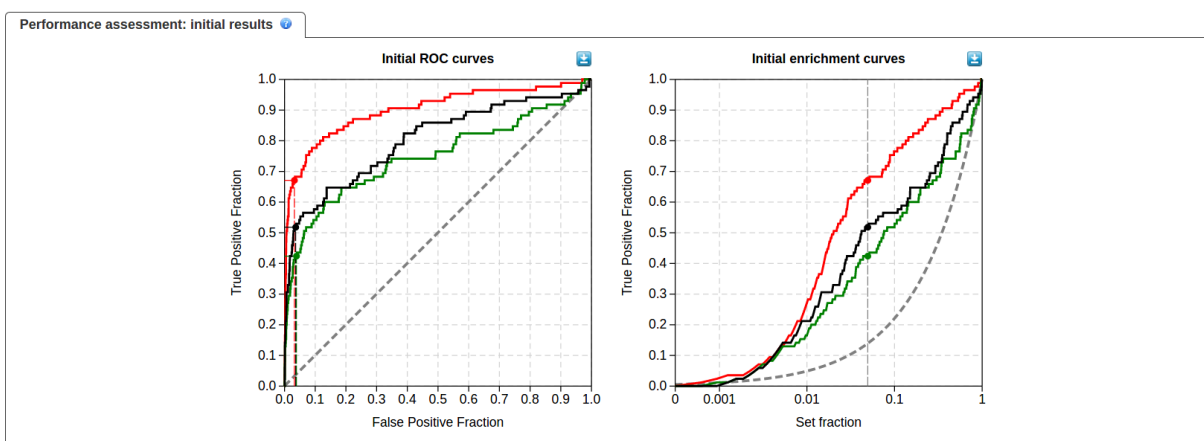 Performance assessment: initial results ?
Initial ROC curves
1.0
0.9
0.8
0.7
0.6
0.5
0.4
0.3
0.2
0.1
0.0
True Positive Fraction
0.0 0.1 0.2 0.3 0.4 0.5 0.6 0.7 0.8 0.9 1.0
False Positive Fraction
Initial enrichment curves
1.0
0.9
0.8
0.7
0.6
0.5
0.4
0.3
0.2
0.1
0.0
True Positive Fraction
0 0.001 0.01 0.1 1
Set fraction